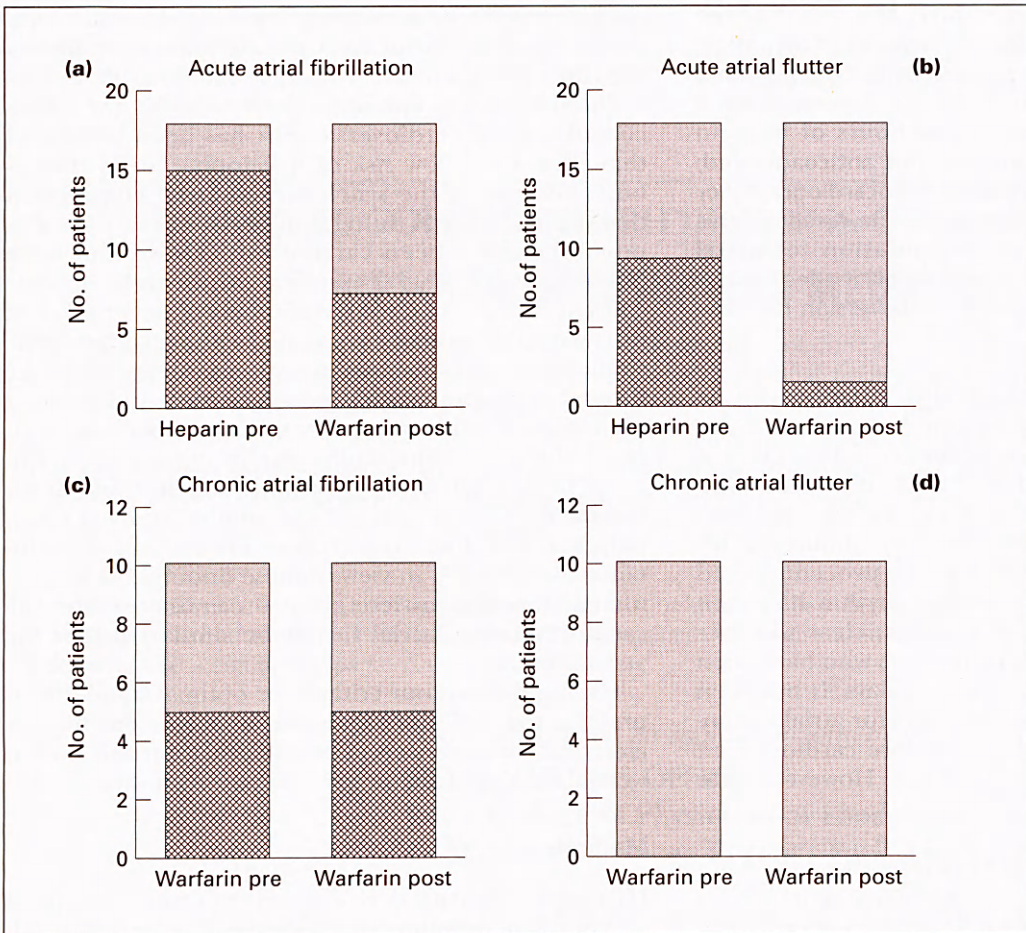 (a) Acute atrial fibrillation
20
15
10
5
0
No. of patients
Heparin pre Warfarin post
Acute atrial flutter (b)
20
15
10
5
0
No. of patients
Heparin pre Warfarin post
(c) Chronic atrial fibrillation
12
10
8
6
4
2
0
No. of patients
Warfarin pre Warfarin post
Chronic atrial flutter (d)
12
10
8
6
4
2
0
No. of patients
Warfarin pre Warfarin post